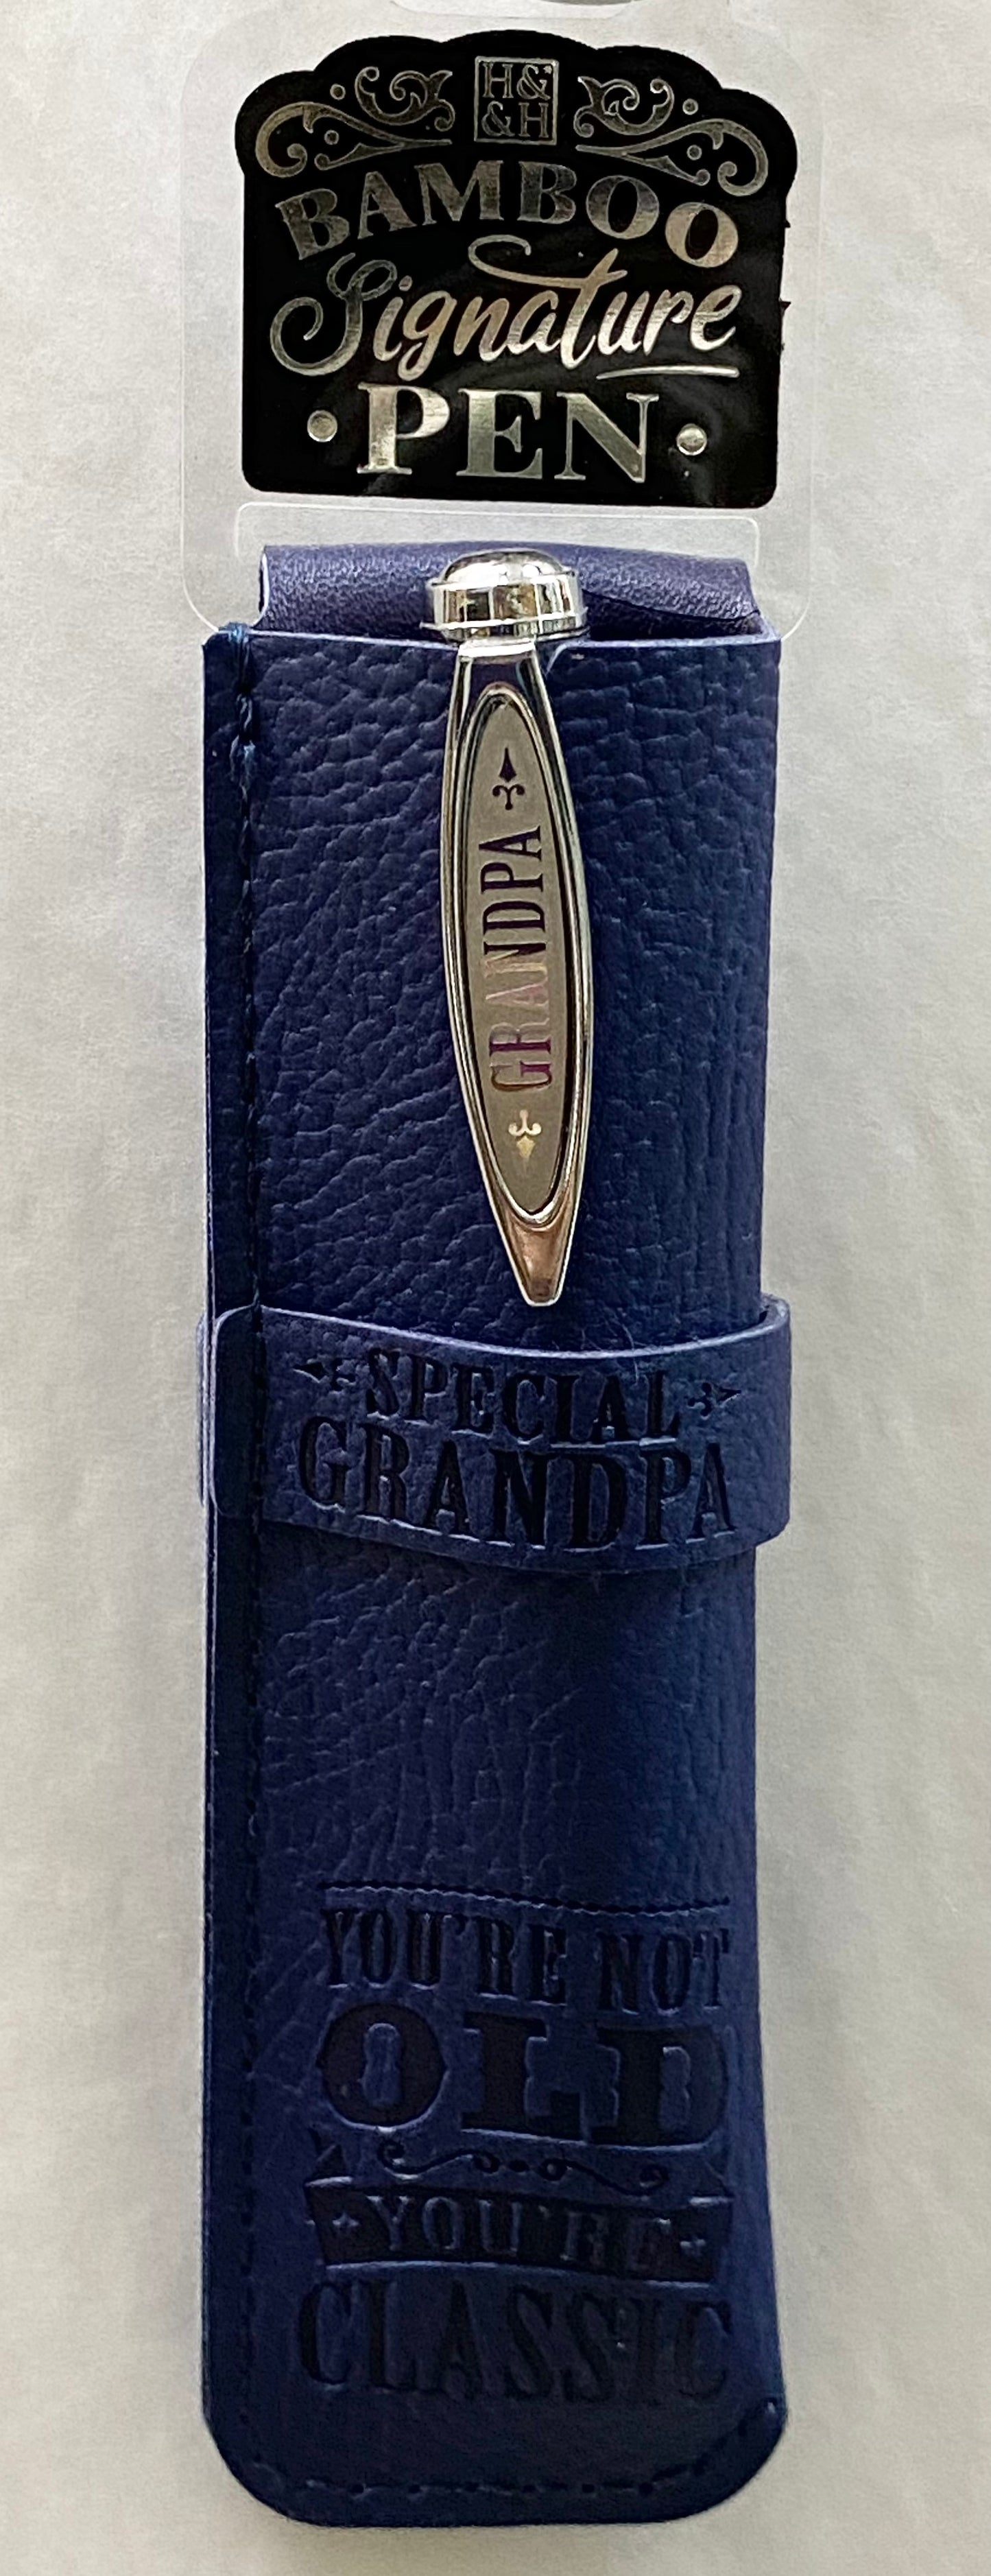 H&
&H
BAMBOO
Signature
PEN
GRANDPA
SPECIAL
GRANDPA
YOU'RE NOT
OLD
YOU'RE
CLASSIC